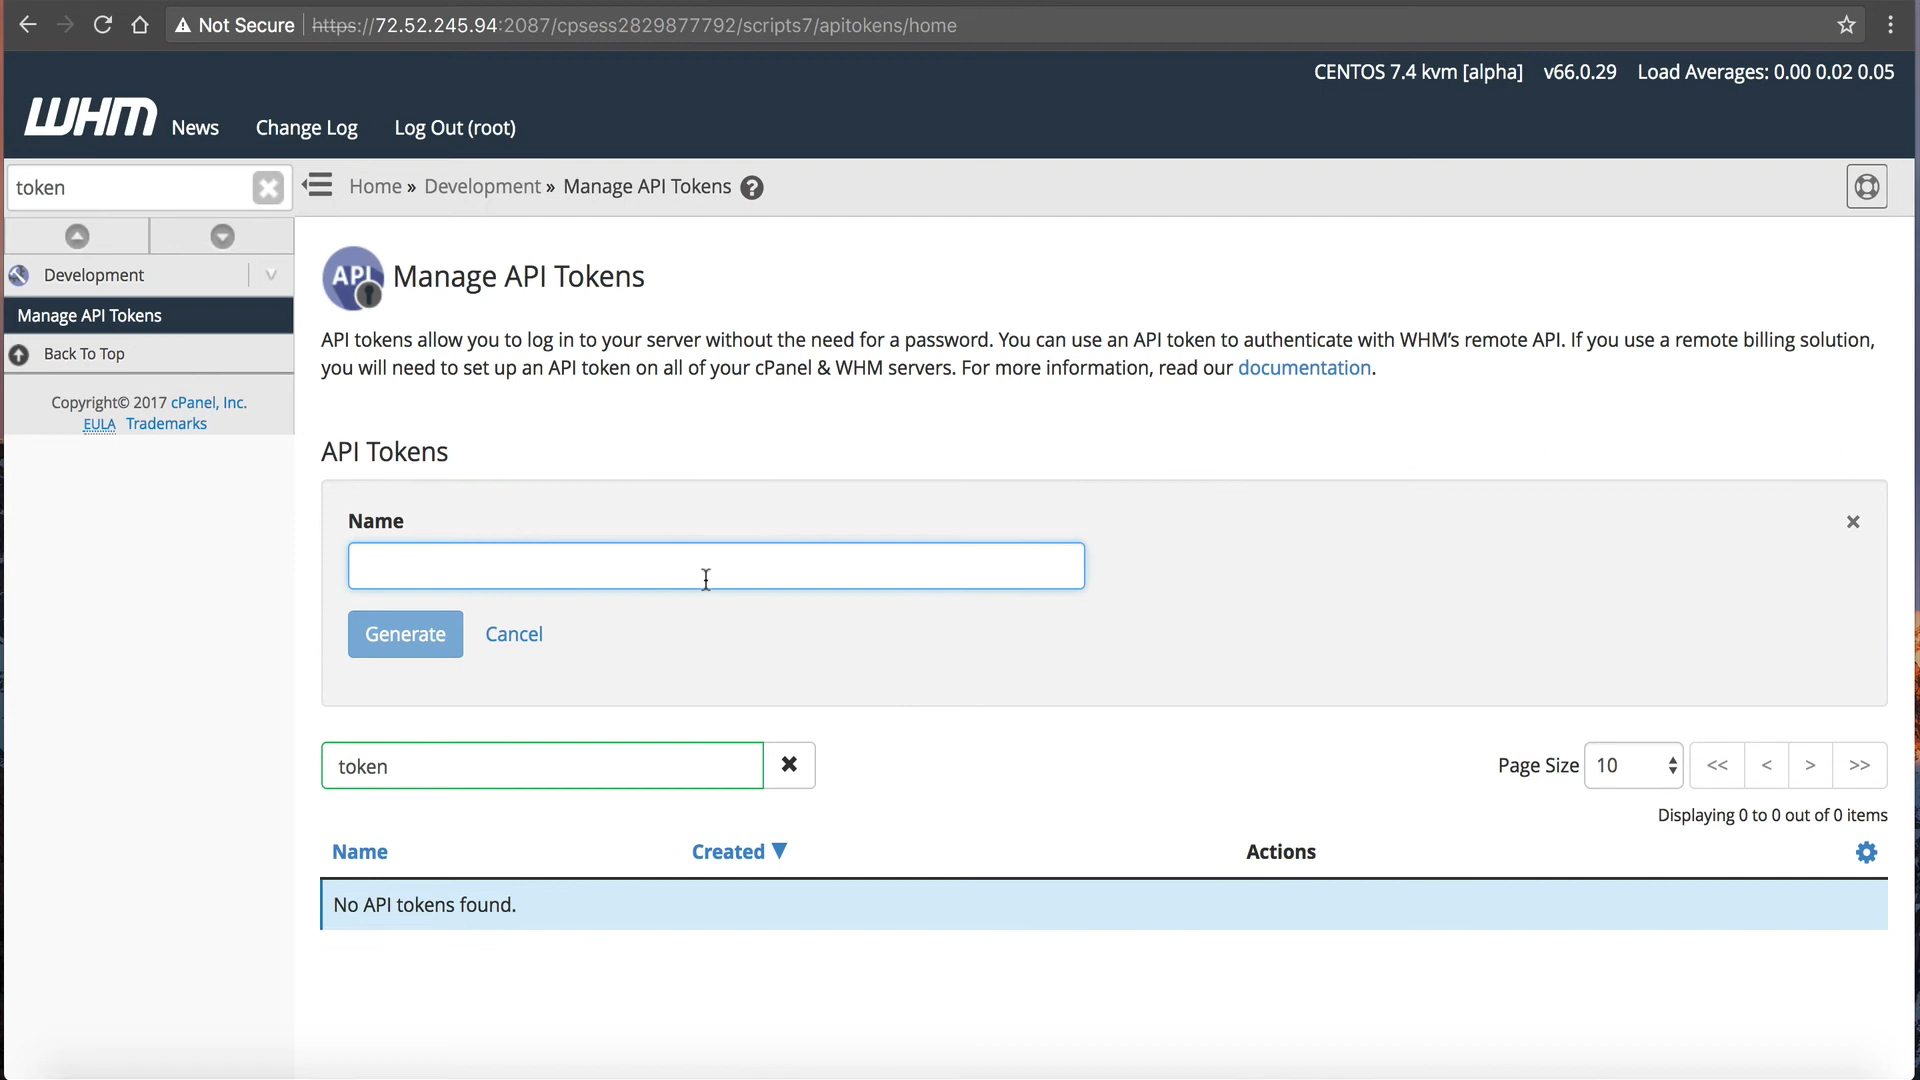 Not Secure https://72.52.245.94:2087/cpsess2829877792/scripts7/apitokens/home
CENTOS 7.4 kvm [alpha] v66.0.29 Load Averages: 0.00 0.02 0.05
WHM News Change Log Log Out (root)
token
Home » Development » Manage API Tokens ?
Development
Manage API Tokens
Back To Top
Copyright© 2017 cPanel, Inc.
EULA Trademarks
API Manage API Tokens
API tokens allow you to log in to your server without the need for a password. You can use an API token to authenticate with WHM’s remote API. If you use a remote billing solution,
you will need to set up an API token on all of your cPanel & WHM servers. For more information, read our documentation.
API Tokens
Name
Generate Cancel
token
Page Size 10 << < > >>
Displaying 0 to 0 out of 0 items
Name Created Actions
No API tokens found.